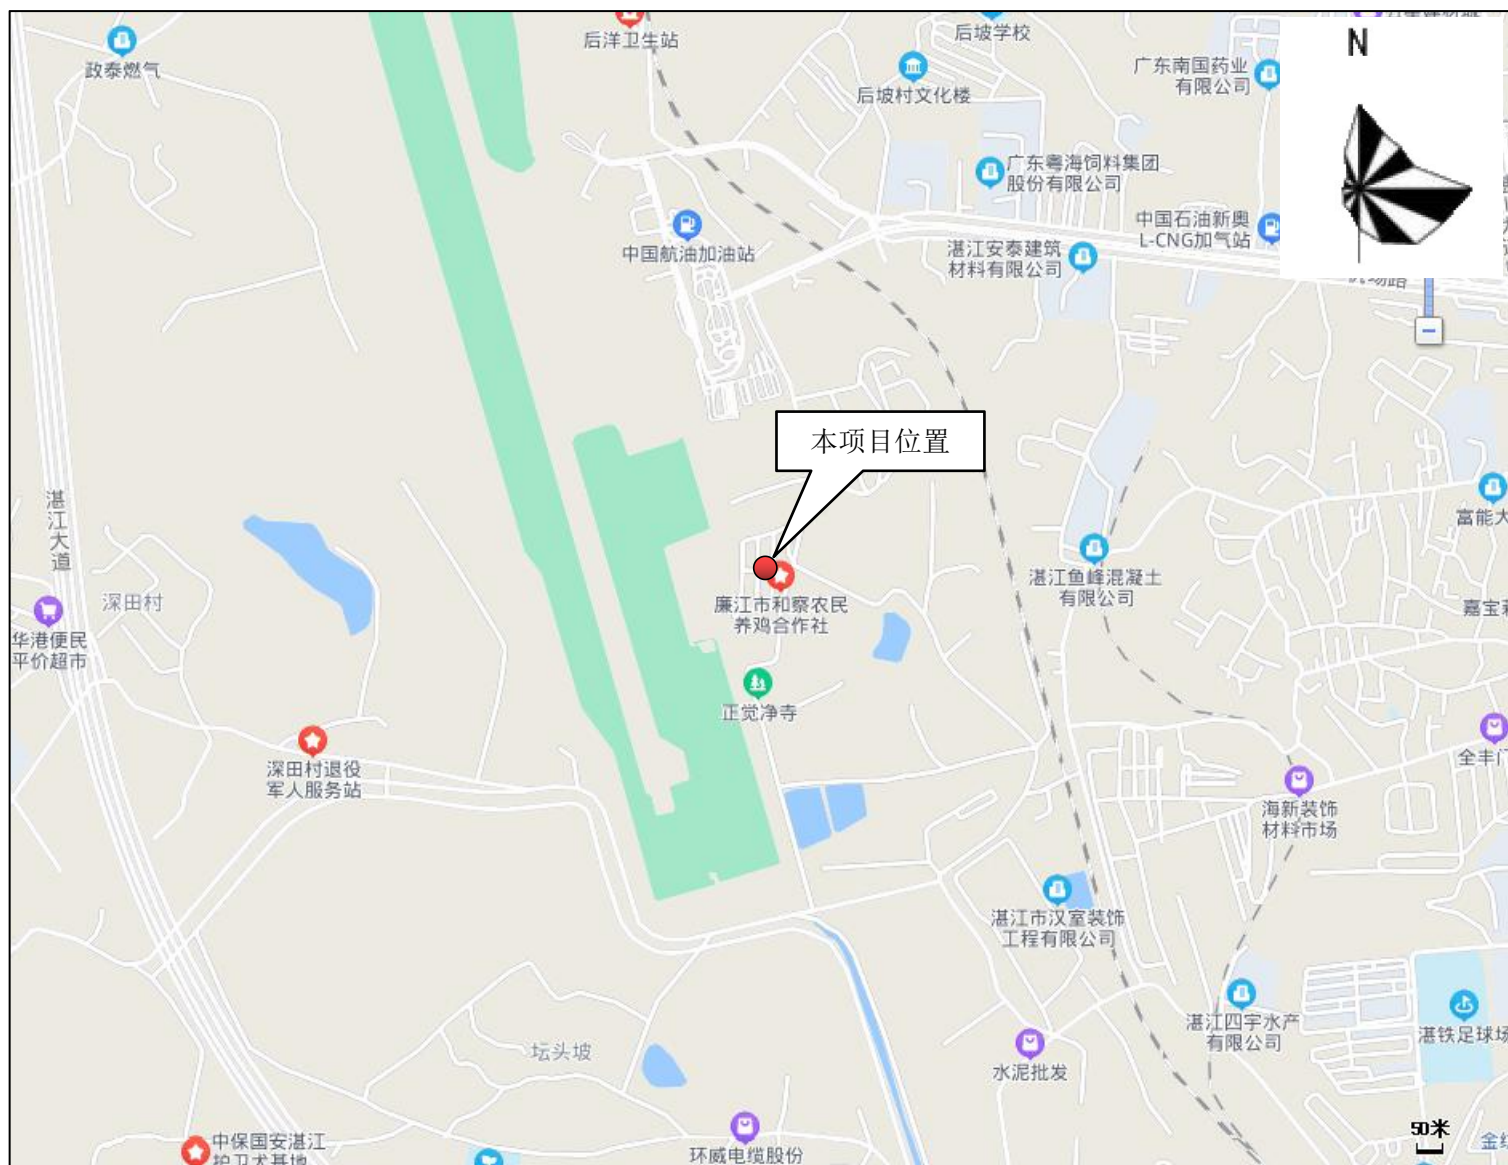 后洋卫生站
后坡学校
N
政泰燃气
广东南国药业
有限公司
后坡村文化楼
广东粤海饲料集团
股份有限公司
中国石油新奥
L-CNG加气站
中国航油加油站
湛江安泰建筑
材料有限公司
本项目位置
湛江大道
富能大
深田村
湛江鱼峰混凝土
有限公司
廉江市和察农民
养鸡合作社
嘉宝
华港便民
平价超市
正觉净寺
深田村退役
军人服务站
全丰门
海新装饰
材料市场
湛江市汉室装饰
工程有限公司
湛江四宇水产
有限公司
湛铁足球场
坛头坡
水泥批发
50米
中保国安湛江
护卫犬基地
环威电缆股份
金红